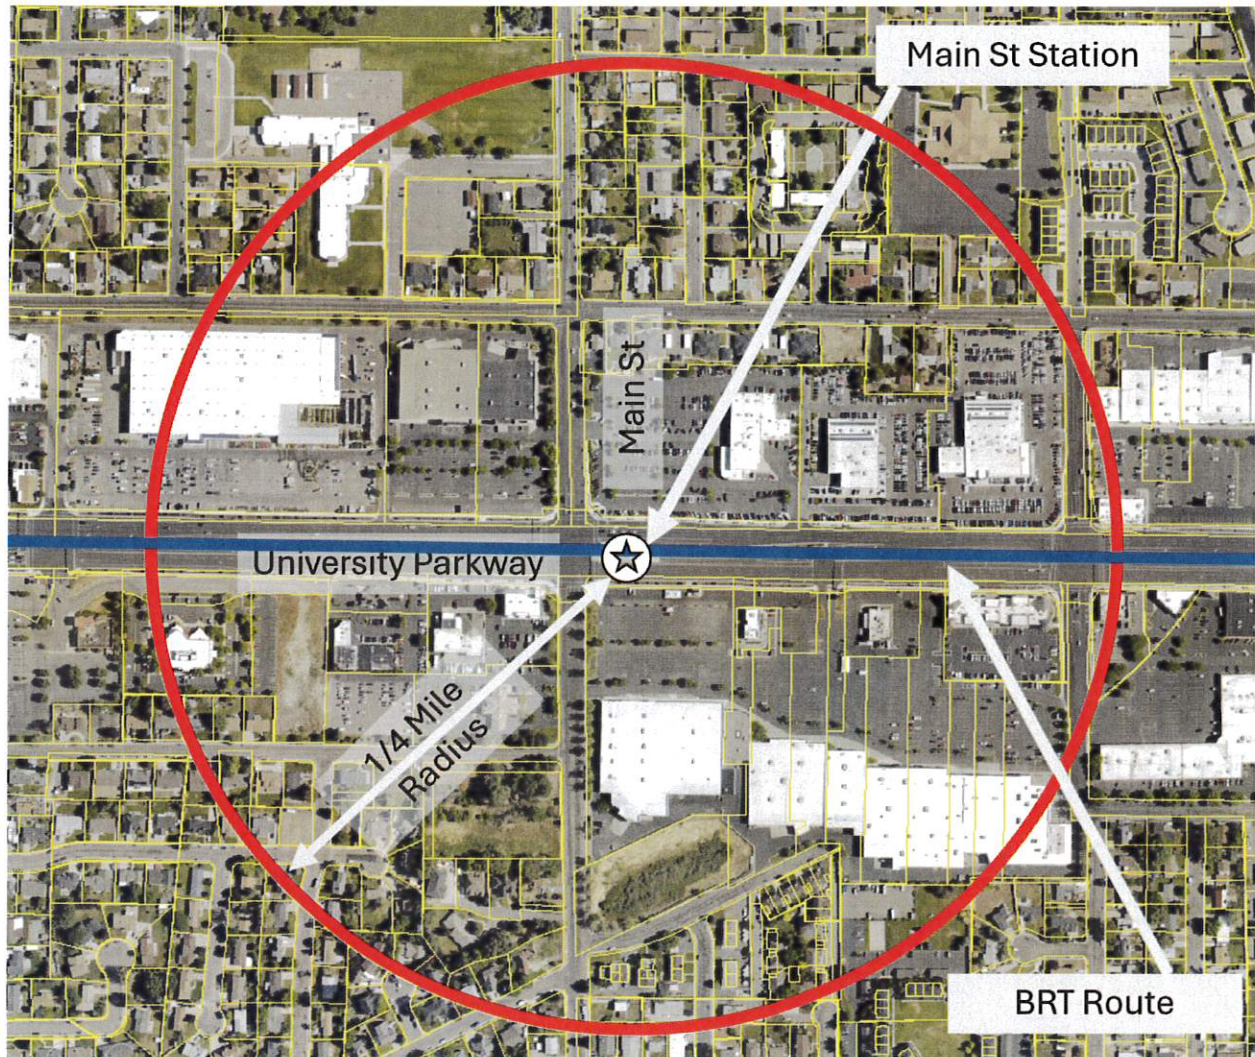 Main St Station
Main St
University Parkway
1/4 Mile
Radius
BRT Route